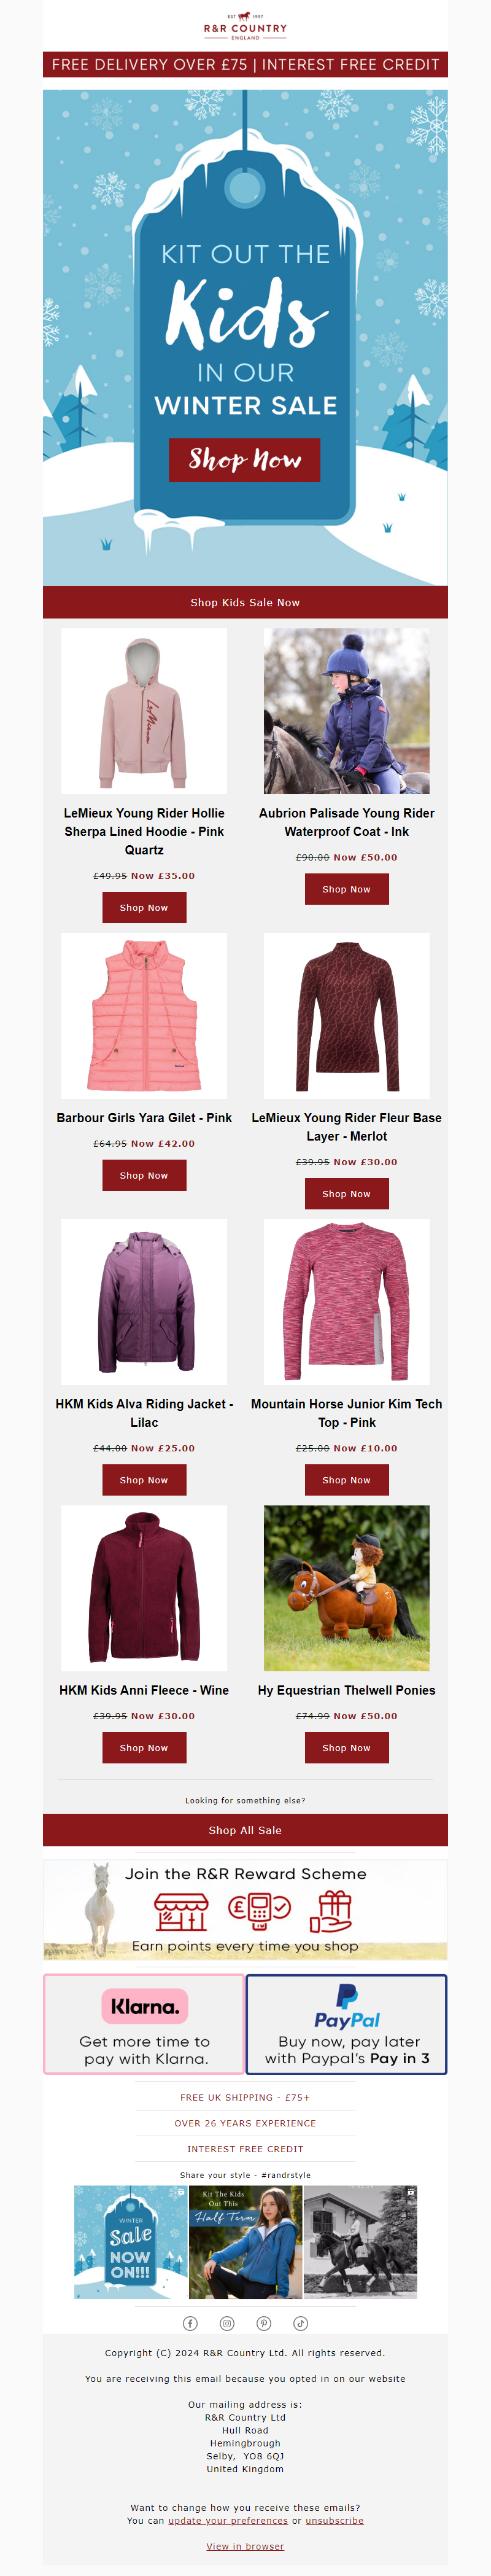 EST 1997
R&R COUNTRY
ENGLAND
FREE DELIVERY OVER £75 | INTEREST FREE CREDIT
KIT OUT THE
Kids
IN OUR
WINTER SALE
Shop Now
Shop Kids Sale Now
LeMieux
LeMieux Young Rider Hollie
Sherpa Lined Hoodie - Pink
Quartz
£49.95 Now £35.00
Shop Now
Aubrion Palisade Young Rider
Waterproof Coat - Ink
£90.00 Now £50.00
Shop Now
Barbour Girls Yara Gilet - Pink
£64.95 Now £42.00
Shop Now
LeMieux Young Rider Fleur Base
Layer - Merlot
£39.95 Now £30.00
Shop Now
HKM Kids Alva Riding Jacket -
Lilac
£44.00 Now £25.00
Shop Now
Mountain Horse Junior Kim Tech
Top - Pink
£25.00 Now £10.00
Shop Now
HKM Kids Anni Fleece - Wine
£39.95 Now £30.00
Shop Now
Hy Equestrian Thelwell Ponies
£74.99 Now £50.00
Shop Now
Looking for something else?
Shop All Sale
Join the R&R Reward Scheme
£
Earn points every time you shop
Klarna.
Get more time to
pay with Klarna.
PayPal
Buy now, pay later
with Paypal's Pay in 3
FREE UK SHIPPING - £75+
OVER 26 YEARS EXPERIENCE
INTEREST FREE CREDIT
Share your style - #randrstyle
WINTER
Sale
NOW
ON!!!
Kit The Kids
Out This
Half Term
Copyright (C) 2024 R&R Country Ltd. All rights reserved.
You are receiving this email because you opted in on our website
Our mailing address is:
R&R Country Ltd
Hull Road
Hemingbrough
Selby, YO8 6QJ
United Kingdom
Want to change how you receive these emails?
You can update your preferences or unsubscribe
View in browser